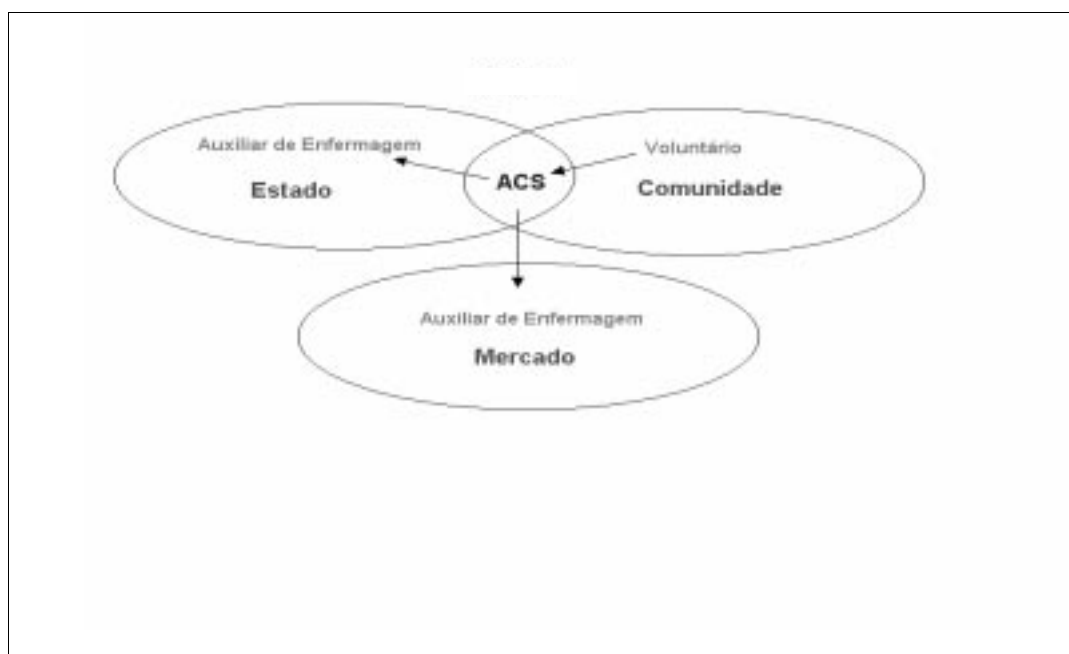 Auxiliar de Enfermagem
Estado
ACS
Voluntário
Comunidade
Auxiliar de Enfermagem
Mercado